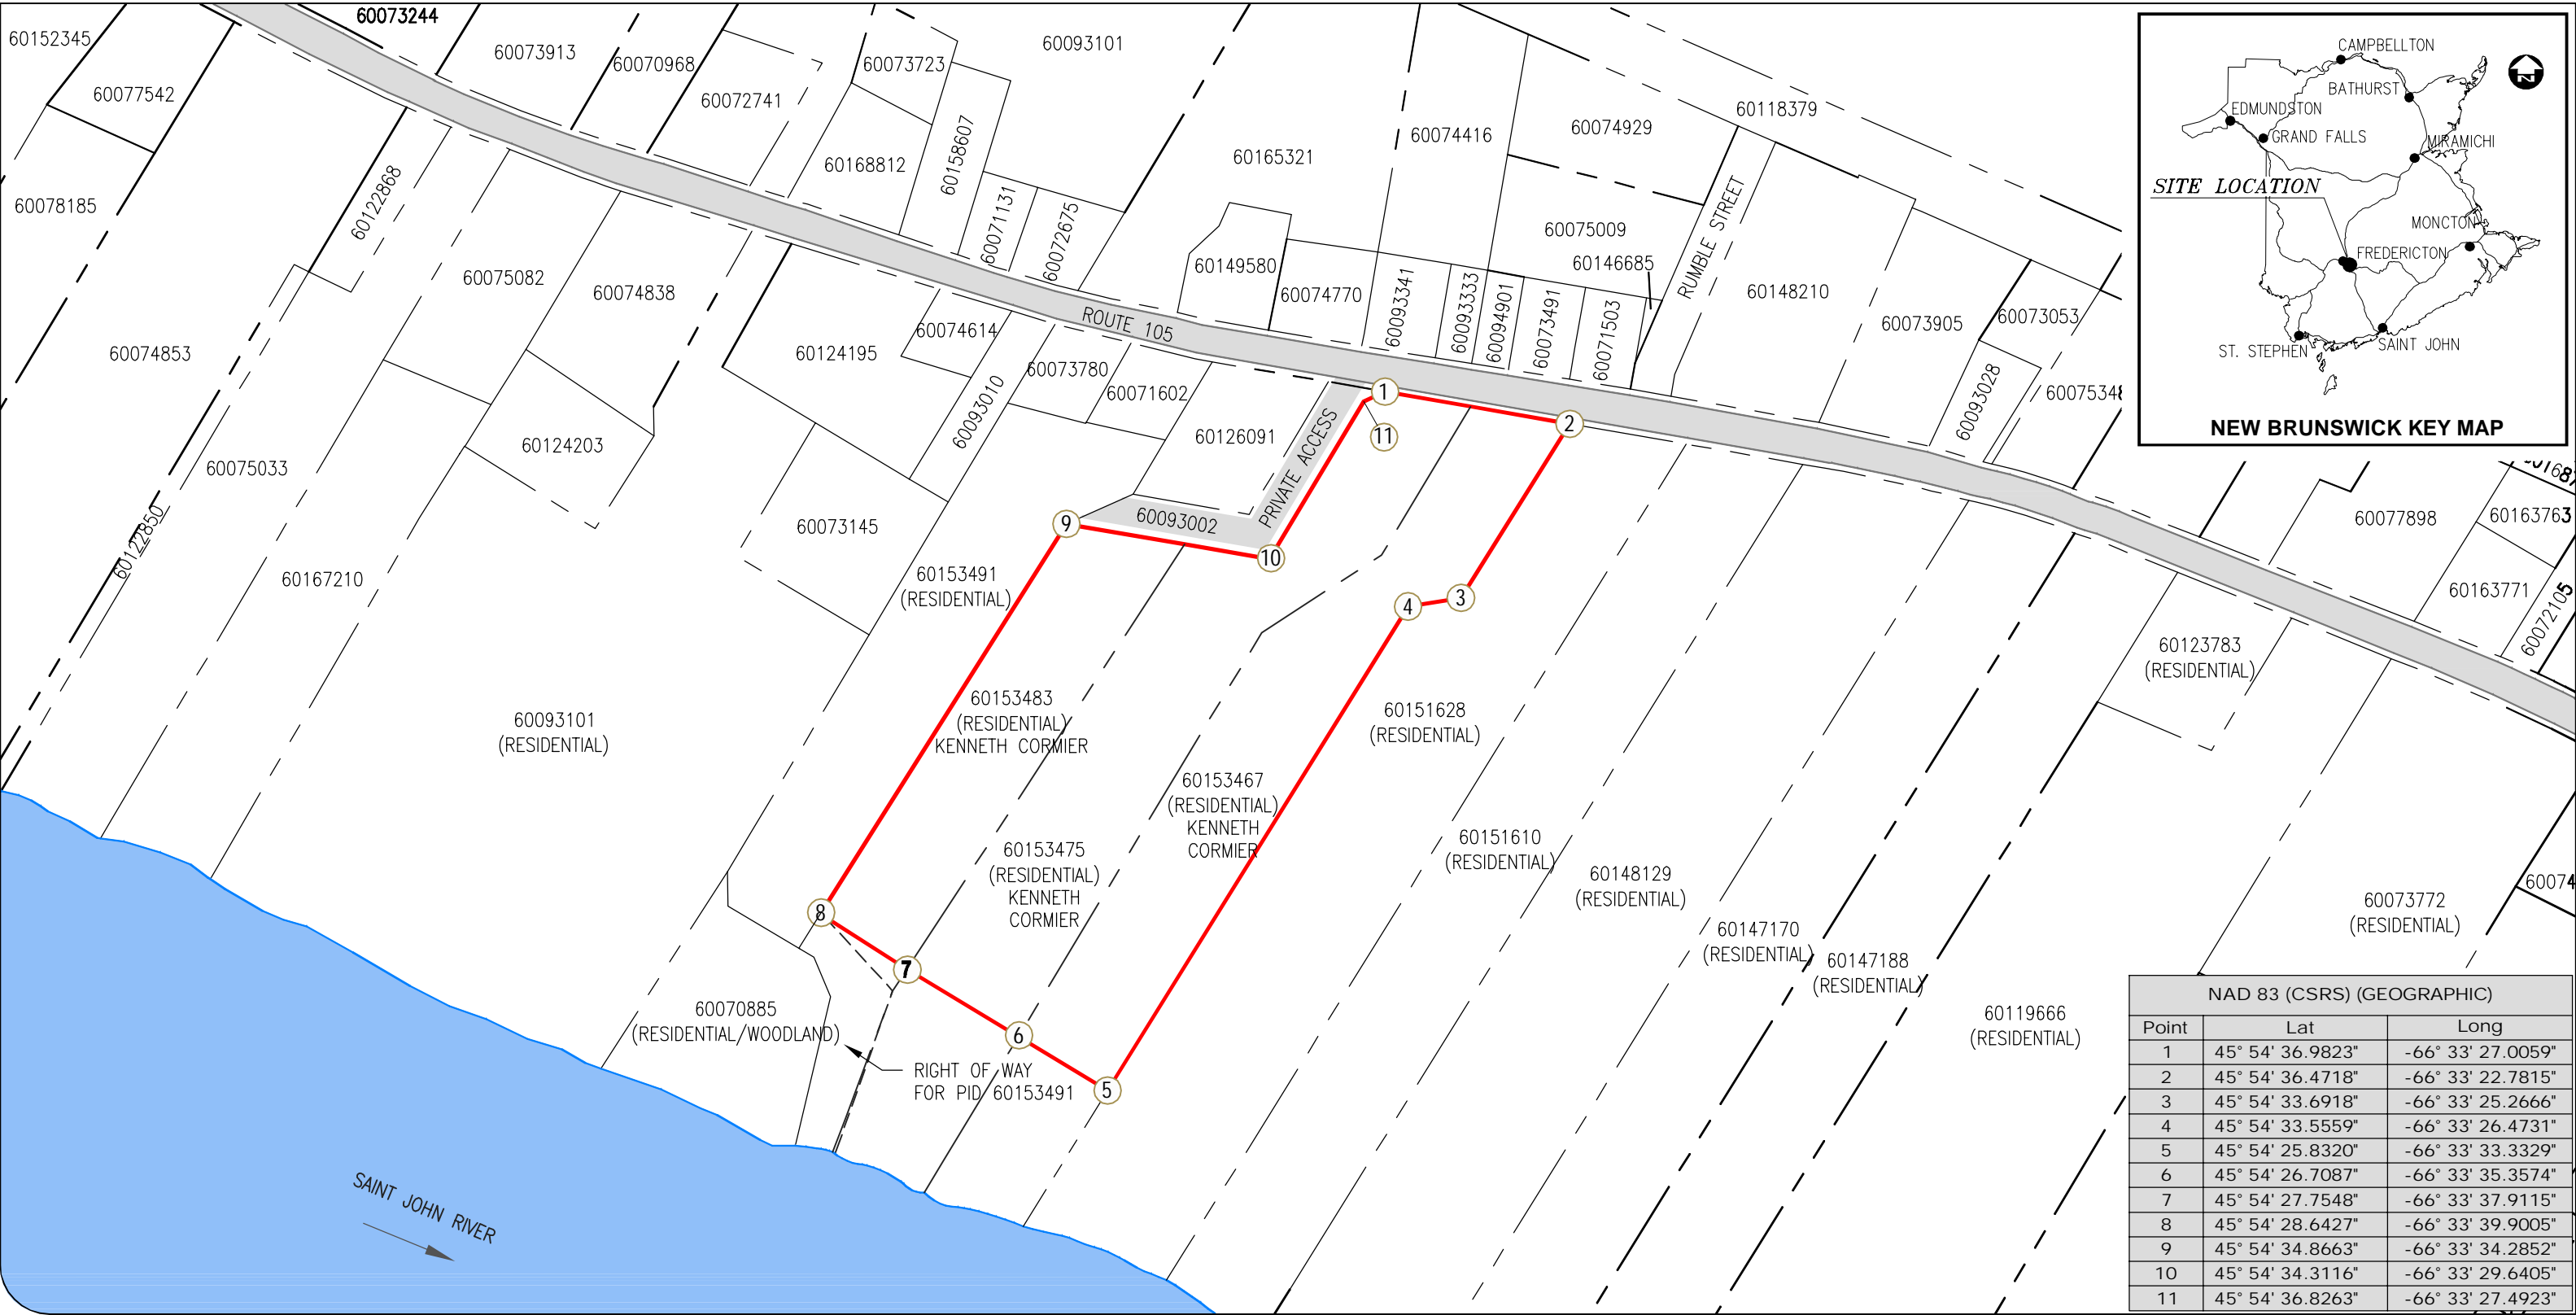 60073244
60152345
60073913
60093101
60070968
60073723
60077542
60072741
60118379
60074929
60074416
60165321
60168812
60158607
60122868
60078185
60071131
60072675
RUMBLE STREET
60075009
60146685
60149580
60074770
60093341
60093333
60094901
60073491
60071503
60148210
60073905
60073053
60075348
60093028
60075082
60074838
ROUTE 105
60074614
60124195
60074853
60073780
60071602
60093010
60126091
PRIVATE ACCESS
60093002
60124203
60075033
60122850
60073145
60167210
60153491
(RESIDENTIAL)
1
2
3
4
5
6
7
8
9
10
11
60077898
60163763
60163771
60072105
60123783
(RESIDENTIAL)
60093101
(RESIDENTIAL)
60153483
(RESIDENTIAL)
KENNETH CORMIER
60151628
(RESIDENTIAL)
60153467
(RESIDENTIAL)
KENNETH
CORMIER
60153475
(RESIDENTIAL)
KENNETH
CORMIER
60151610
(RESIDENTIAL)
60148129
(RESIDENTIAL)
60147170
(RESIDENTIAL)
60147188
(RESIDENTIAL)
60119666
(RESIDENTIAL)
60073772
(RESIDENTIAL)
60074
60070885
(RESIDENTIAL/WOODLAND)
RIGHT OF WAY
FOR PID 60153491
SAINT JOHN RIVER
CAMPBELLTON
BATHURST
EDMUNDSTON
GRAND FALLS
MIRAMICHI
SITE LOCATION
MONCTON
FREDERICTON
ST. STEPHEN
SAINT JOHN
N
NEW BRUNSWICK KEY MAP
NAD 83 (CSRS) (GEOGRAPHIC)
Point Lat Long
1 45° 54' 36.9823" -66° 33' 27.0059"
2 45° 54' 36.4718" -66° 33' 22.7815"
3 45° 54' 33.6918" -66° 33' 25.2666"
4 45° 54' 33.5559" -66° 33' 26.4731"
5 45° 54' 25.8320" -66° 33' 33.3329"
6 45° 54' 26.7087" -66° 33' 35.3574"
7 45° 54' 27.7548" -66° 33' 37.9115"
8 45° 54' 28.6427" -66° 33' 39.9005"
9 45° 54' 34.8663" -66° 33' 34.2852"
10 45° 54' 34.3116" -66° 33' 29.6405"
11 45° 54' 36.8263" -66° 33' 27.4923"